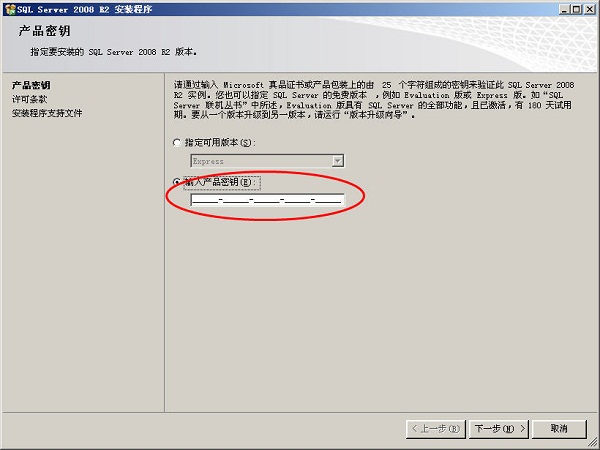 SQL Server 2008 R2 安装程序
产品密钥
指定要安装的 SQL Server 2008 R2 版本。
产品密钥
许可条款
安装程序支持文件
请通过输入 Microsoft 真品证书或产品包装上的由 25 个字符组成的密钥来验证此 SQL Server 2008
R2 实例。您也可以指定 SQL Server 的免费版本 ，例如 Evaluation 版或 Express 版。如“SQL
Server 联机丛书”中所述，Evaluation 版具有 SQL Server 的全部功能，且已激活，有 180 天试用
期。要从一个版本升级到另一版本，请运行“版本升级向导”。
指定可用版本(S):
Express
输入产品密钥(E):
_____-_____-_____-_____-_____
< 上一步(B)
下一步(N) >
取消